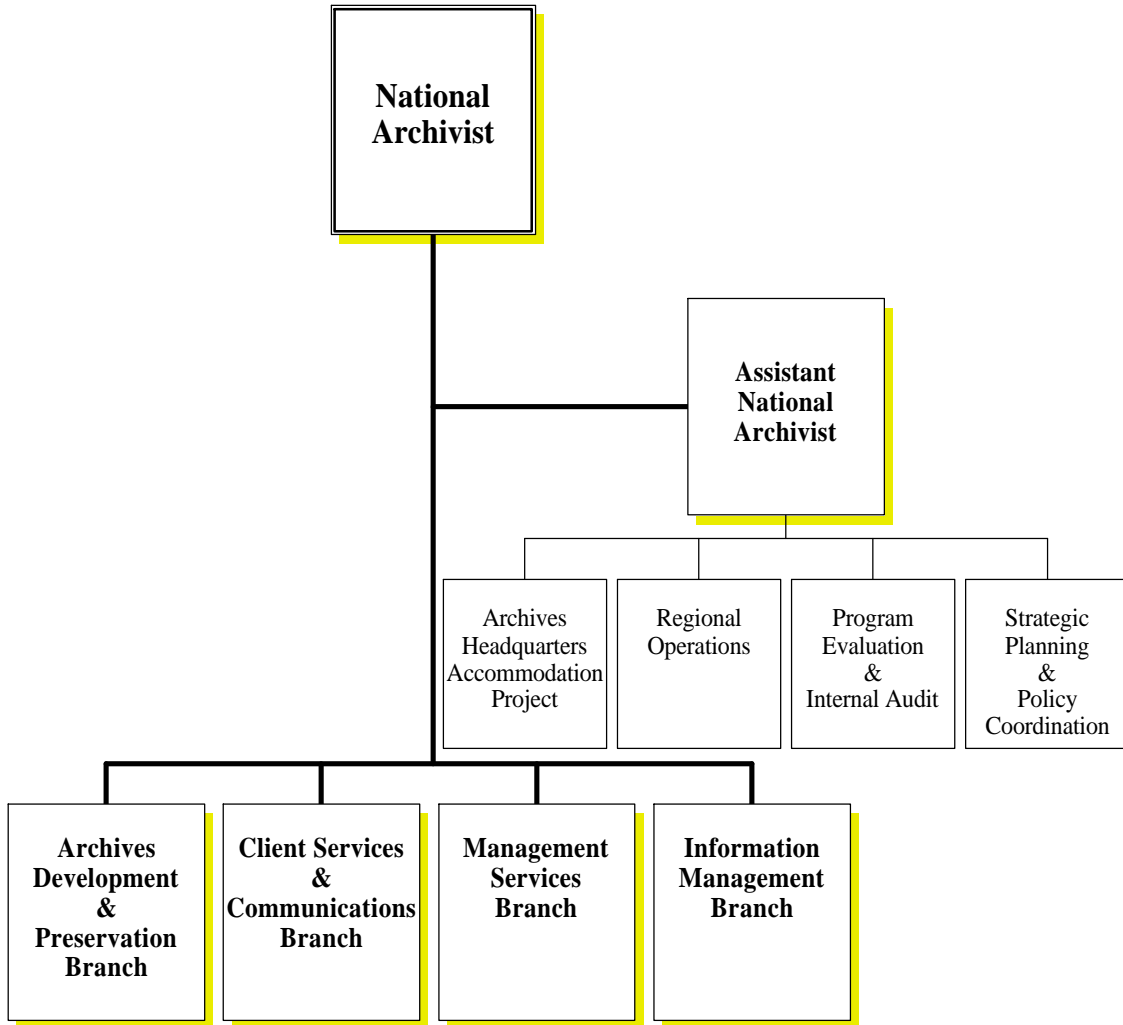 National
Archivist
Assistant
National
Archivist
Archives
Headquarters
Accommodation
Project
Regional
Operations
Program
Evaluation
&
Internal Audit
Strategic
Planning
&
Policy
Coordination
Archives
Development
&
Preservation
Branch
Client Services
&
Communications
Branch
Management
Services
Branch
Information
Management
Branch